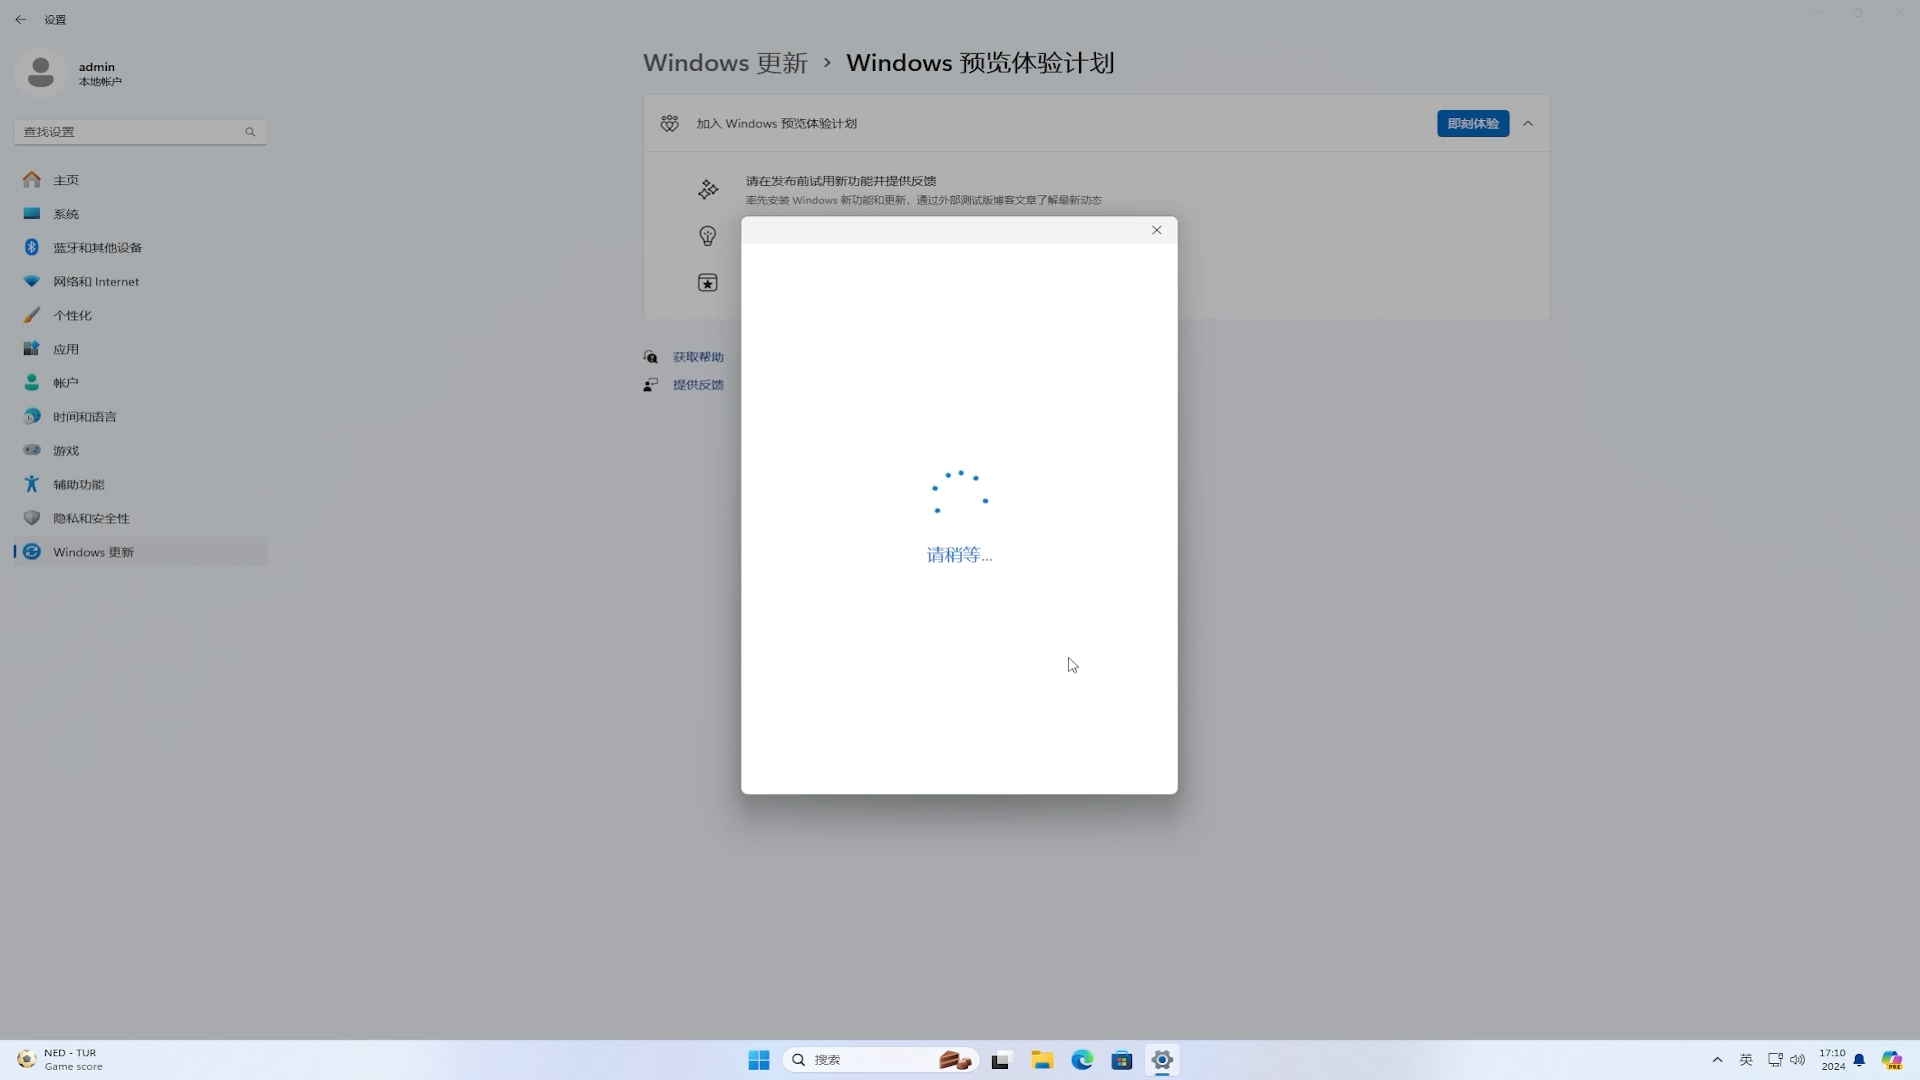 设置
admin
本地帐户
查找设置
主页
系统
蓝牙和其他设备
网络和 Internet
个性化
应用
帐户
时间和语言
游戏
辅助功能
隐私和安全性
Windows 更新
Windows 更新 › Windows 预览体验计划
加入 Windows 预览体验计划
即刻体验
请在发布前试用新功能并提供反馈
率先安装 Windows 新功能和更新，通过外部测试版博客文章了解最新动态
获取帮助
提供反馈
请稍等...
NED - TUR
Game score
搜索
英
17:10
2024
PRE